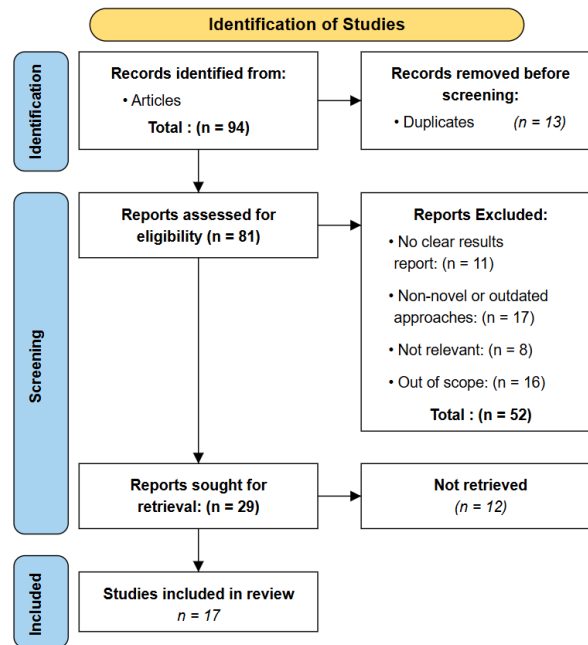 Identification of Studies
Identification
Records identified from:
• Articles
Total : (n = 94)
Records removed before
screening:
• Duplicates (n = 13)
Screening
Reports assessed for
eligibility (n = 81)
Reports Excluded:
• No clear results
report: (n = 11)
• Non-novel or outdated
approaches: (n = 17)
• Not relevant: (n = 8)
• Out of scope: (n = 16)
Total : (n = 52)
Reports sought for
retrieval: (n = 29)
Not retrieved
(n = 12)
Included
Studies included in review
n = 17